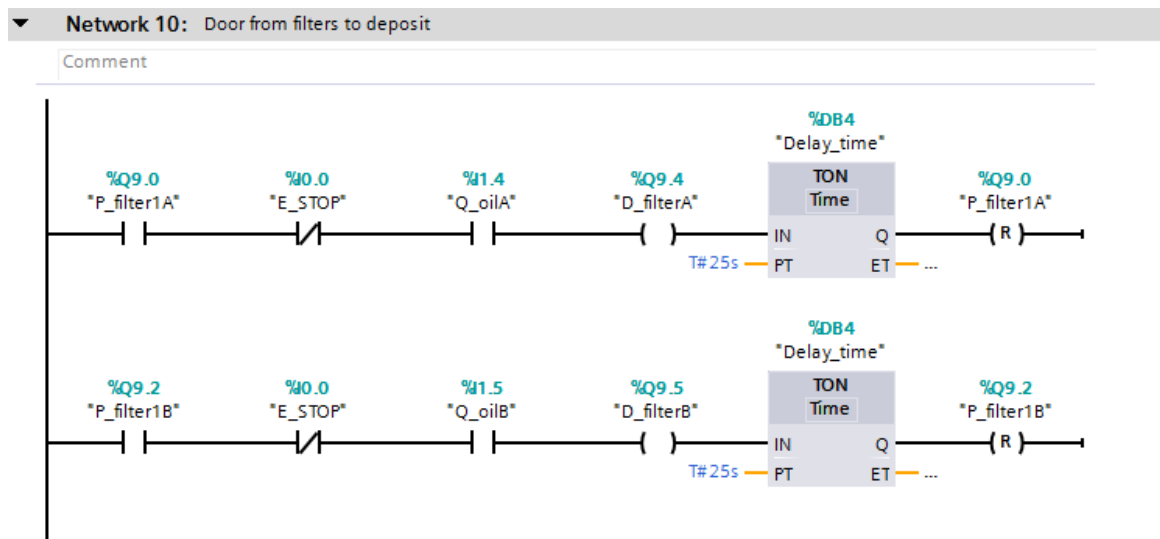 Network 10: Door from filters to deposit
Comment
%DB4
"Delay_time"
%Q9.0 %I0.0 %I1.4 %Q9.4 TON %Q9.0
"P_filter1A" "E_STOP" "Q_oilA" "D_filterA" Time "P_filter1A"
IN Q R
T#25s PT ET ...
%DB4
"Delay_time"
%Q9.2 %I0.0 %I1.5 %Q9.5 TON %Q9.2
"P_filter1B" "E_STOP" "Q_oilB" "D_filterB" Time "P_filter1B"
IN Q R
T#25s PT ET ...